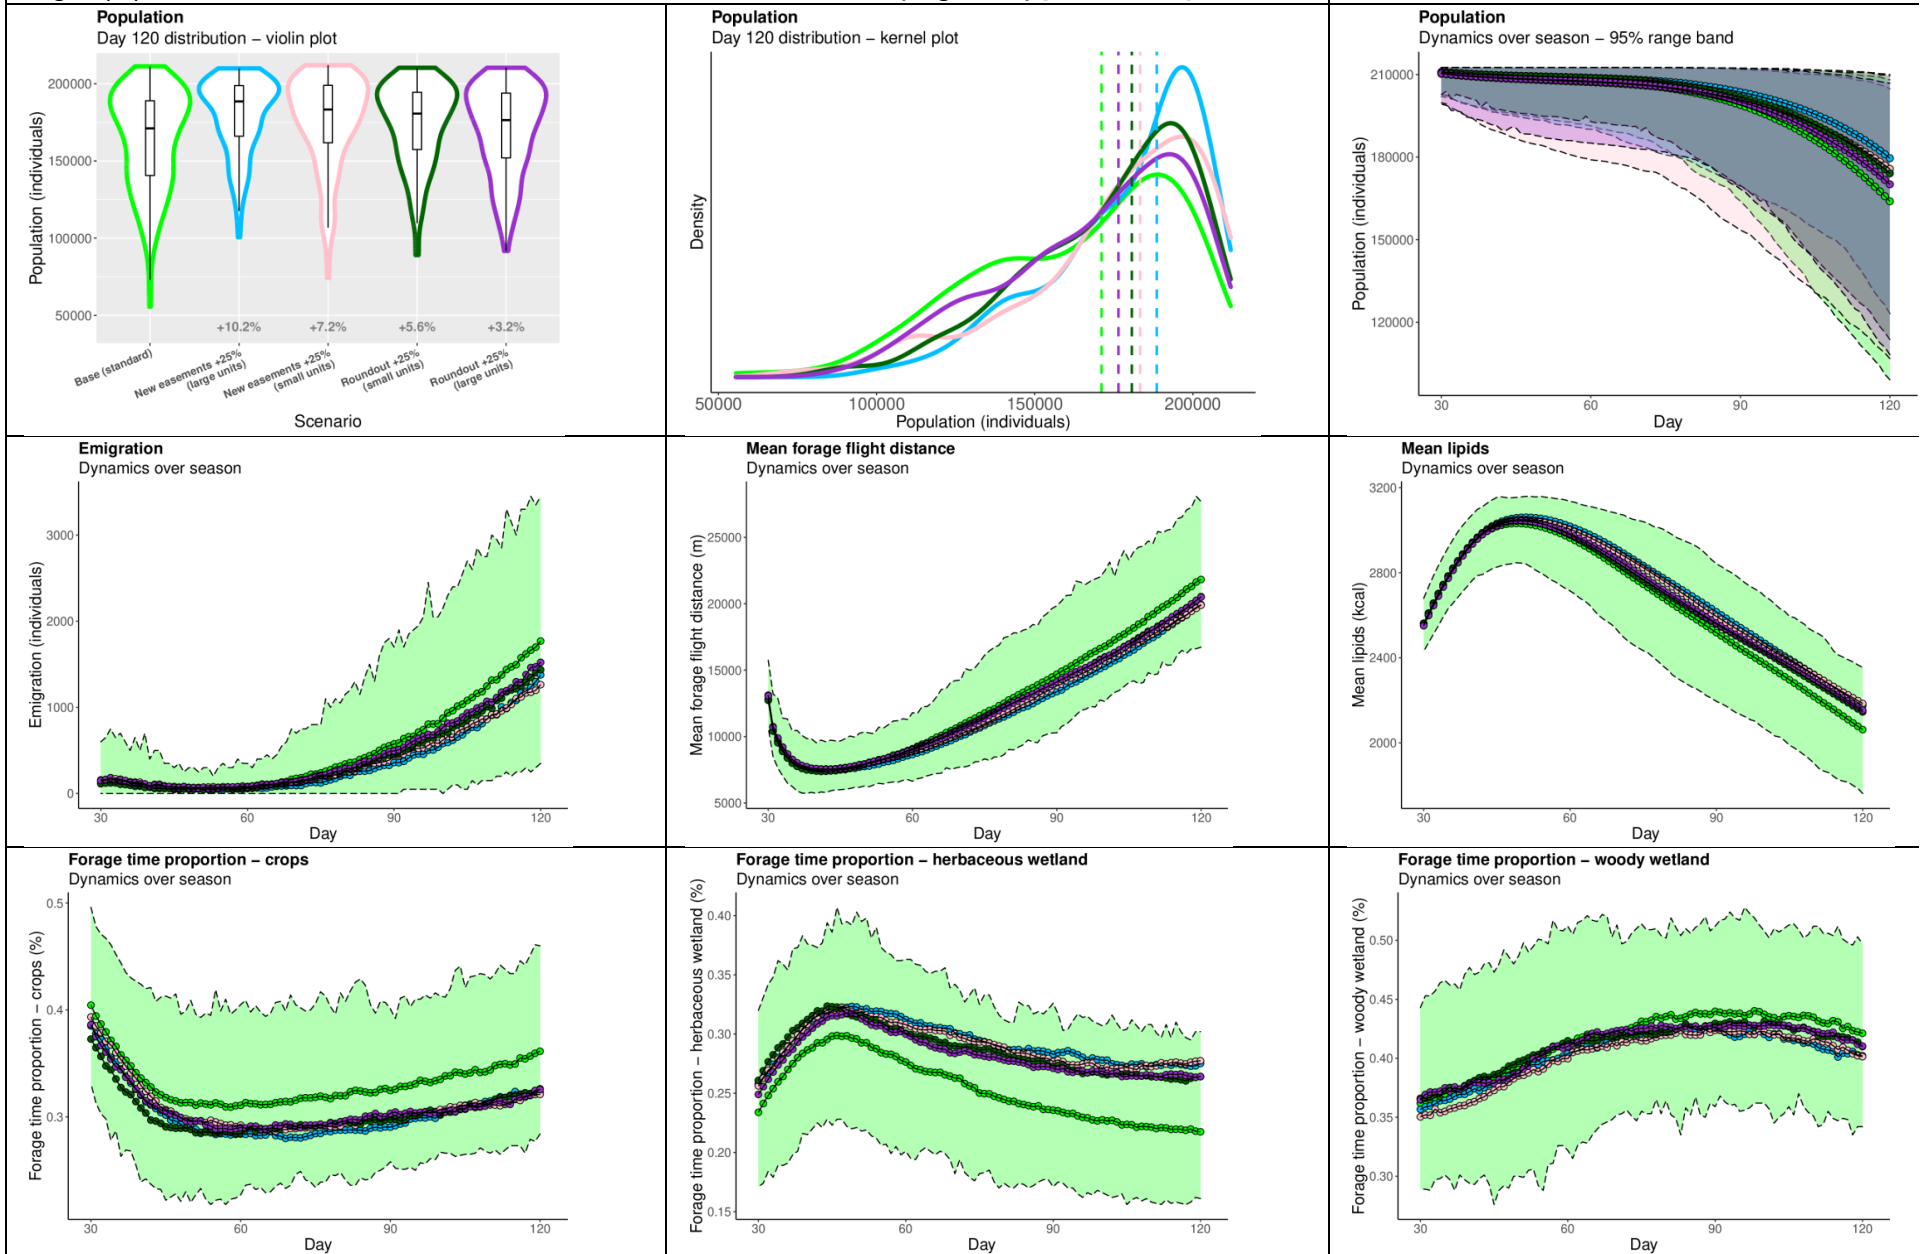 Population
Day 120 distribution – violin plot
Population (individuals)
200000
150000
100000
50000
+10.2%
+7.2%
+5.6%
+3.2%
Base (standard)
New easements +25%
(large units)
New easements +25%
(small units)
Roundout +25%
(small units)
Roundout +25%
(large units)
Scenario
Population
Day 120 distribution – kernel plot
Density
50000
100000
150000
200000
Population (individuals)
Population
Dynamics over season – 95% range band
Population (individuals)
210000
180000
150000
120000
30
60
90
120
Day
Emigration
Dynamics over season
Emigration (individuals)
3000
2000
1000
0
30
60
90
120
Day
Mean forage flight distance
Dynamics over season
Mean forage flight distance (m)
25000
20000
15000
10000
5000
30
60
90
120
Day
Mean lipids
Dynamics over season
Mean lipids (kcal)
3200
2800
2400
2000
30
60
90
120
Day
Forage time proportion – crops
Dynamics over season
Forage time proportion – crops (%)
0.5
0.4
0.3
30
60
90
120
Day
Forage time proportion – herbaceous wetland
Dynamics over season
Forage time proportion – herbaceous wetland (%)
0.40
0.35
0.30
0.25
0.20
0.15
30
60
90
120
Day
Forage time proportion – woody wetland
Dynamics over season
Forage time proportion – woody wetland (%)
0.50
0.45
0.40
0.35
0.30
30
60
90
120
Day